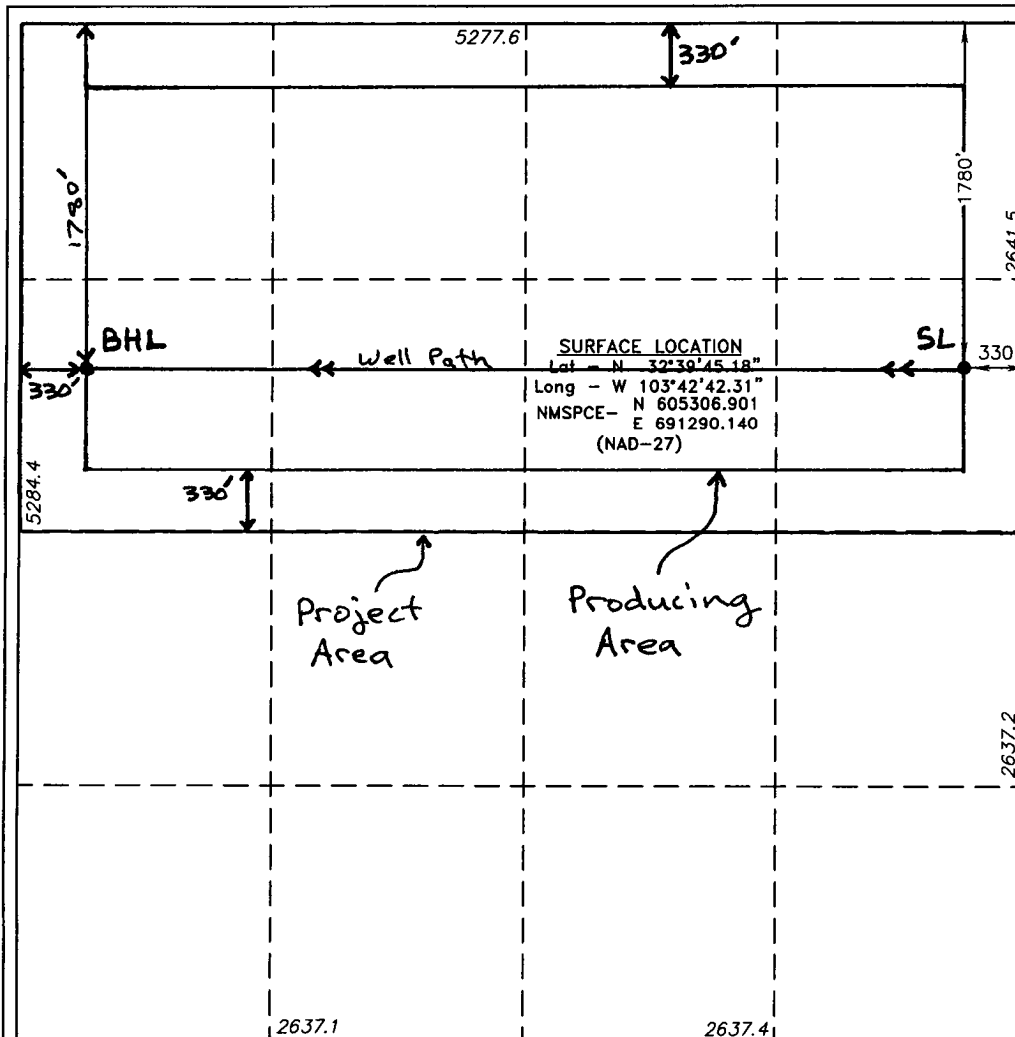 5277.6
330'
1780'
1780'
2641.5
BHL
Well Path
SURFACE LOCATION
Lat - N 32°39'45.18"
Long - W 103°42'42.31"
NMSPCE- N 605306.901
E 691290.140
(NAD-27)
SL
330
330'
5284.4
330'
Project
Area
Producing
Area
2637.2
2637.1
2637.4